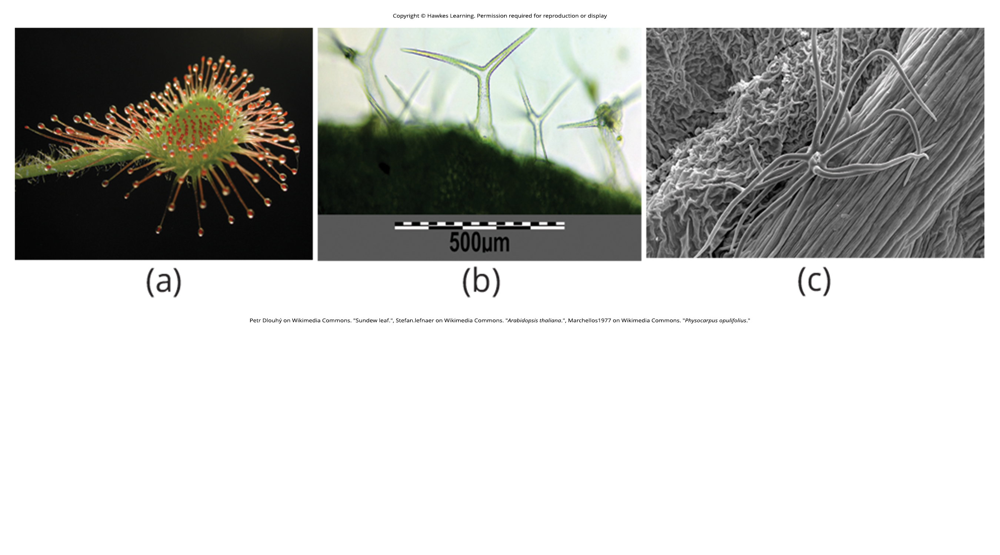 Copyright © Hawkes Learning. Permission required for reproduction or display
500µm
(a)
(b)
(c)
Petr Dlouhý on Wikimedia Commons. "Sundew leaf.", Stefan.lefnaer on Wikimedia Commons. "Arabidopsis thaliana.", Marchellos1977 on Wikimedia Commons. "Physocarpus opulifolius."